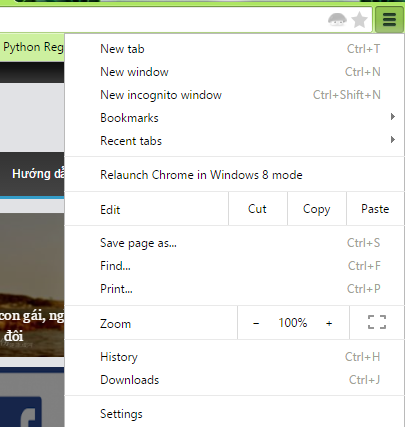 Python Reg
New tab Ctrl+T
New window Ctrl+N
New incognito window Ctrl+Shift+N
Bookmarks
Recent tabs
Hướng dẫ
Relaunch Chrome in Windows 8 mode
Edit Cut Copy Paste
Save page as... Ctrl+S
Find... Ctrl+F
Print... Ctrl+P
con gái, ng
đôi
Zoom − 100% +
History Ctrl+H
Downloads Ctrl+J
Settings